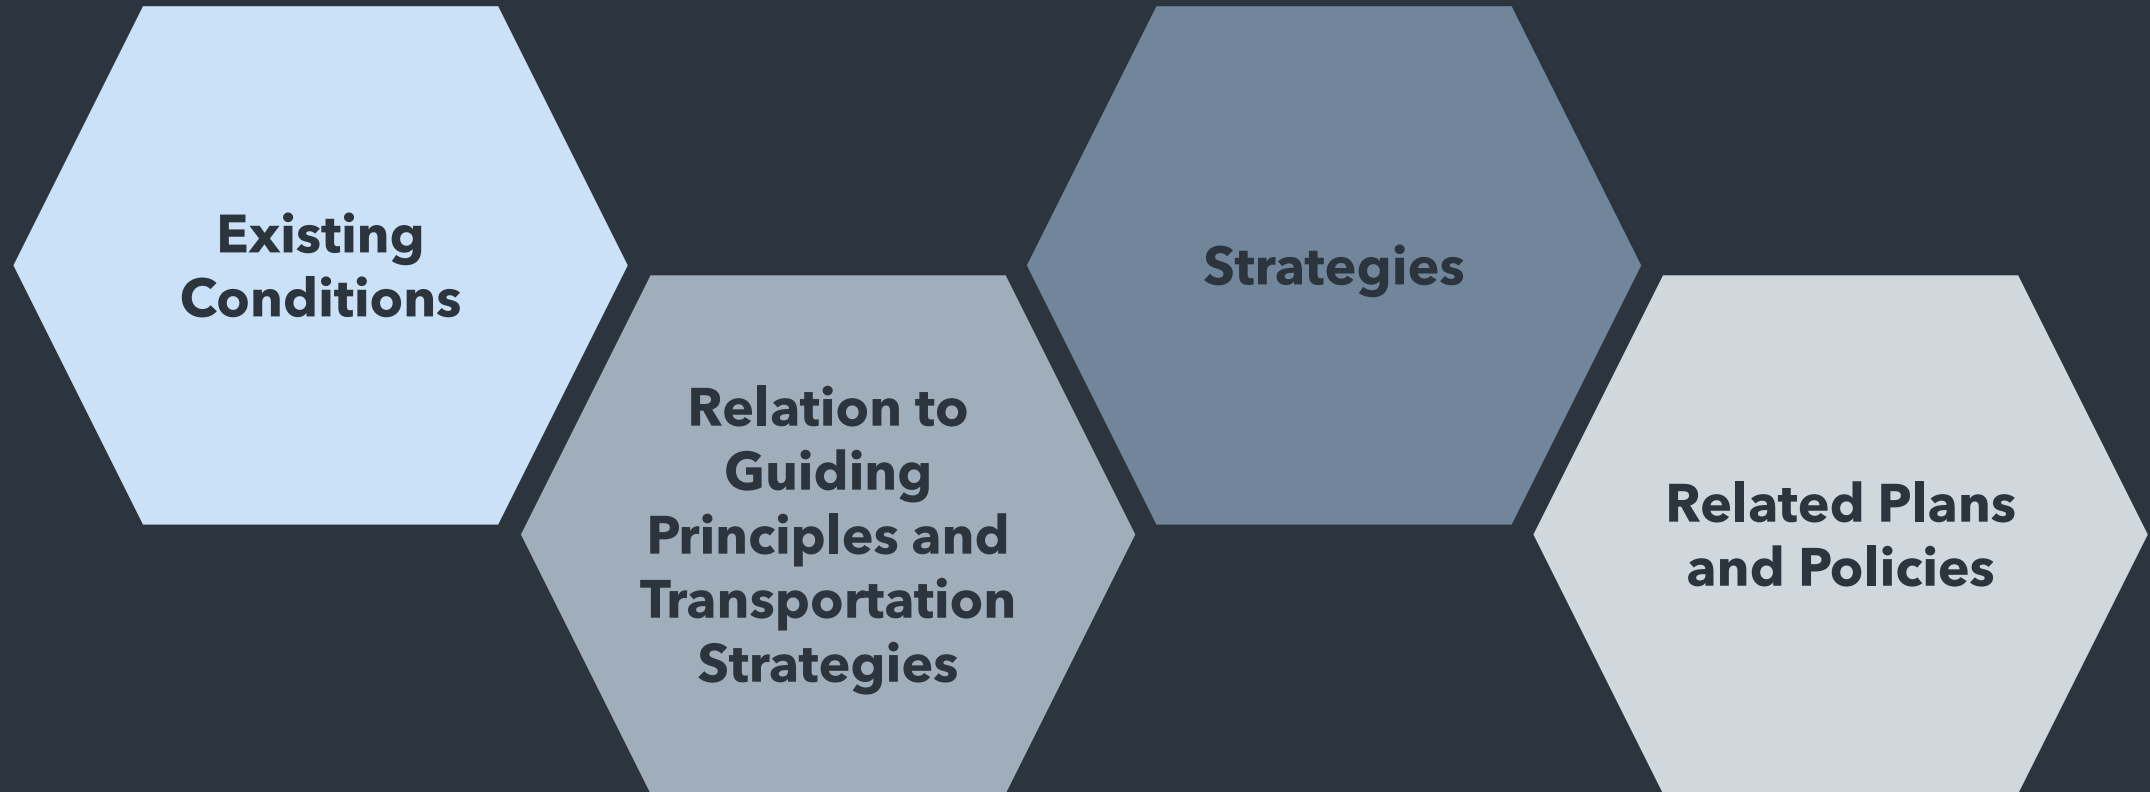 Existing
Conditions
Relation to
Guiding
Principles and
Transportation
Strategies
Strategies
Related Plans
and Policies